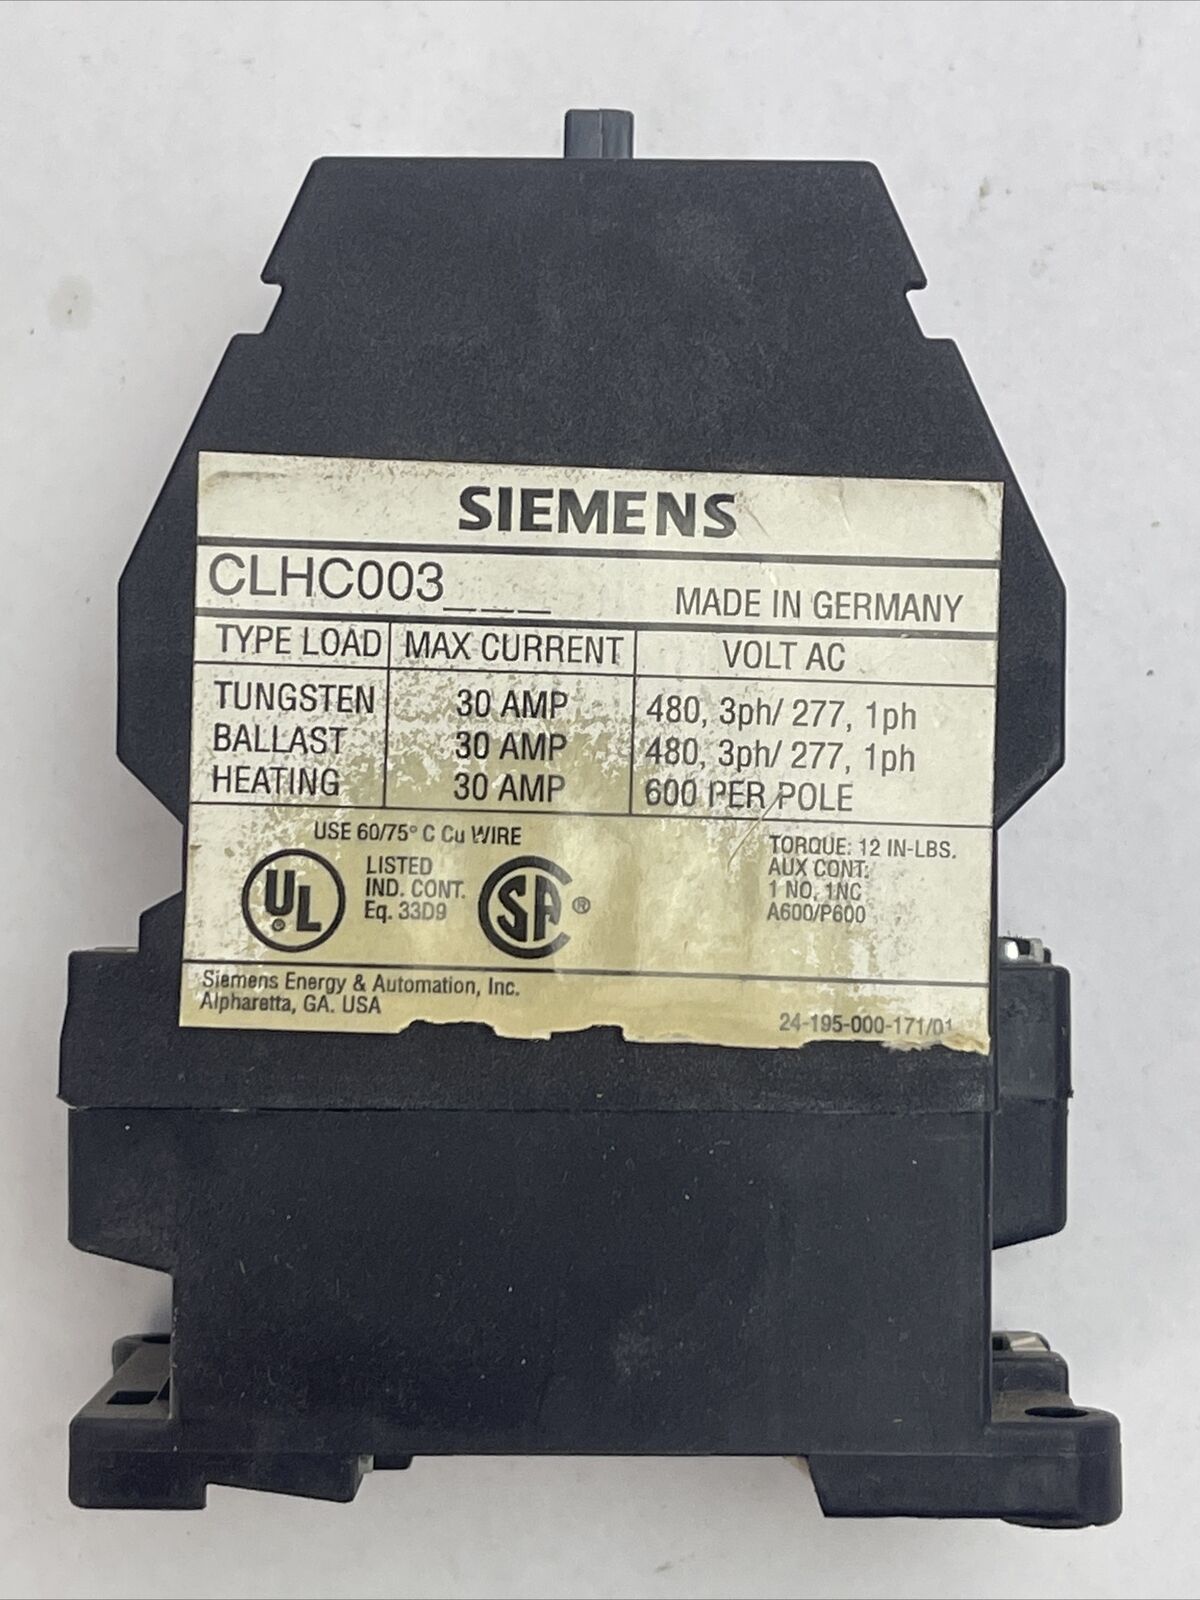 SIEMENS
CLHC003___ MADE IN GERMANY
TYPE LOAD MAX CURRENT VOLT AC
TUNGSTEN 30 AMP 480, 3ph/ 277, 1ph
BALLAST 30 AMP 480, 3ph/ 277, 1ph
HEATING 30 AMP 600 PER POLE
USE 60/75° C Cu WIRE
UL
LISTED
IND. CONT.
Eq. 33D9
SA ®
TORQUE: 12 IN-LBS.
AUX CONT:
1 NO, 1NC
A600/P600
Siemens Energy & Automation, Inc.
Alpharetta, GA. USA
24-195-000-171/01